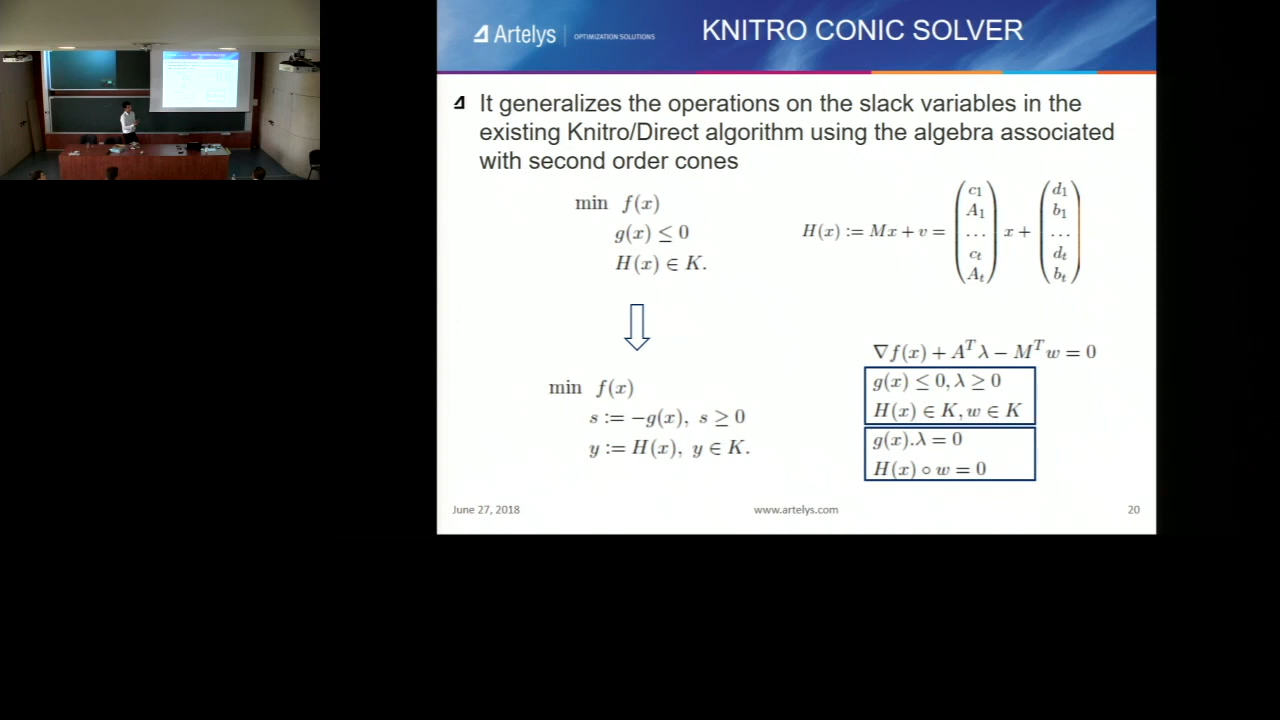 Artelys | OPTIMIZATION SOLUTIONS
KNITRO CONIC SOLVER
It generalizes the operations on the slack variables in the
existing Knitro/Direct algorithm using the algebra associated
with second order cones
min f(x)
g(x) ≤ 0
H(x) ∈ K.
H(x) := Mx + v = (c₁ A₁ ... cₜ Aₜ) x + (d₁ b₁ ... dₜ bₜ)
min f(x)
s := −g(x), s ≥ 0
y := H(x), y ∈ K.
∇f(x) + Aᵀλ − Mᵀw = 0
g(x) ≤ 0, λ ≥ 0
H(x) ∈ K, w ∈ K
g(x).λ = 0
H(x) ∘ w = 0
June 27, 2018
www.artelys.com
20